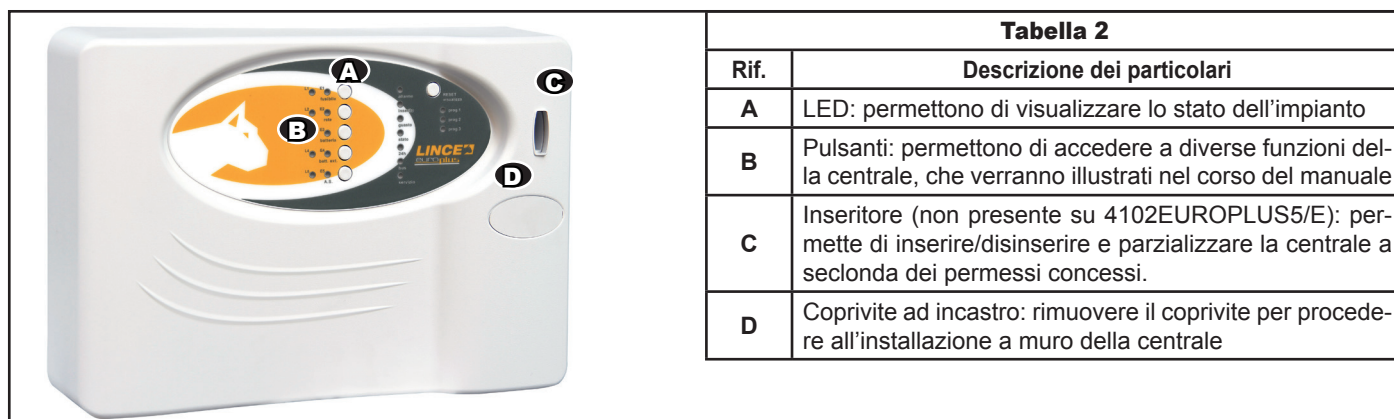 A
C
B
D
RESET
LINCE
europlus
Tabella 2
Rif.
Descrizione dei particolari
A
LED: permettono di visualizzare lo stato dell’impianto
B
Pulsanti: permettono di accedere a diverse funzioni del-
la centrale, che verranno illustrati nel corso del manuale
C
Inseritore (non presente su 4102EUROPLUS5/E): per-
mette di inserire/disinserire e parzializzare la centrale a
seclonda dei permessi concessi.
D
Coprivite ad incastro: rimuovere il coprivite per procede-
re all’installazione a muro della centrale